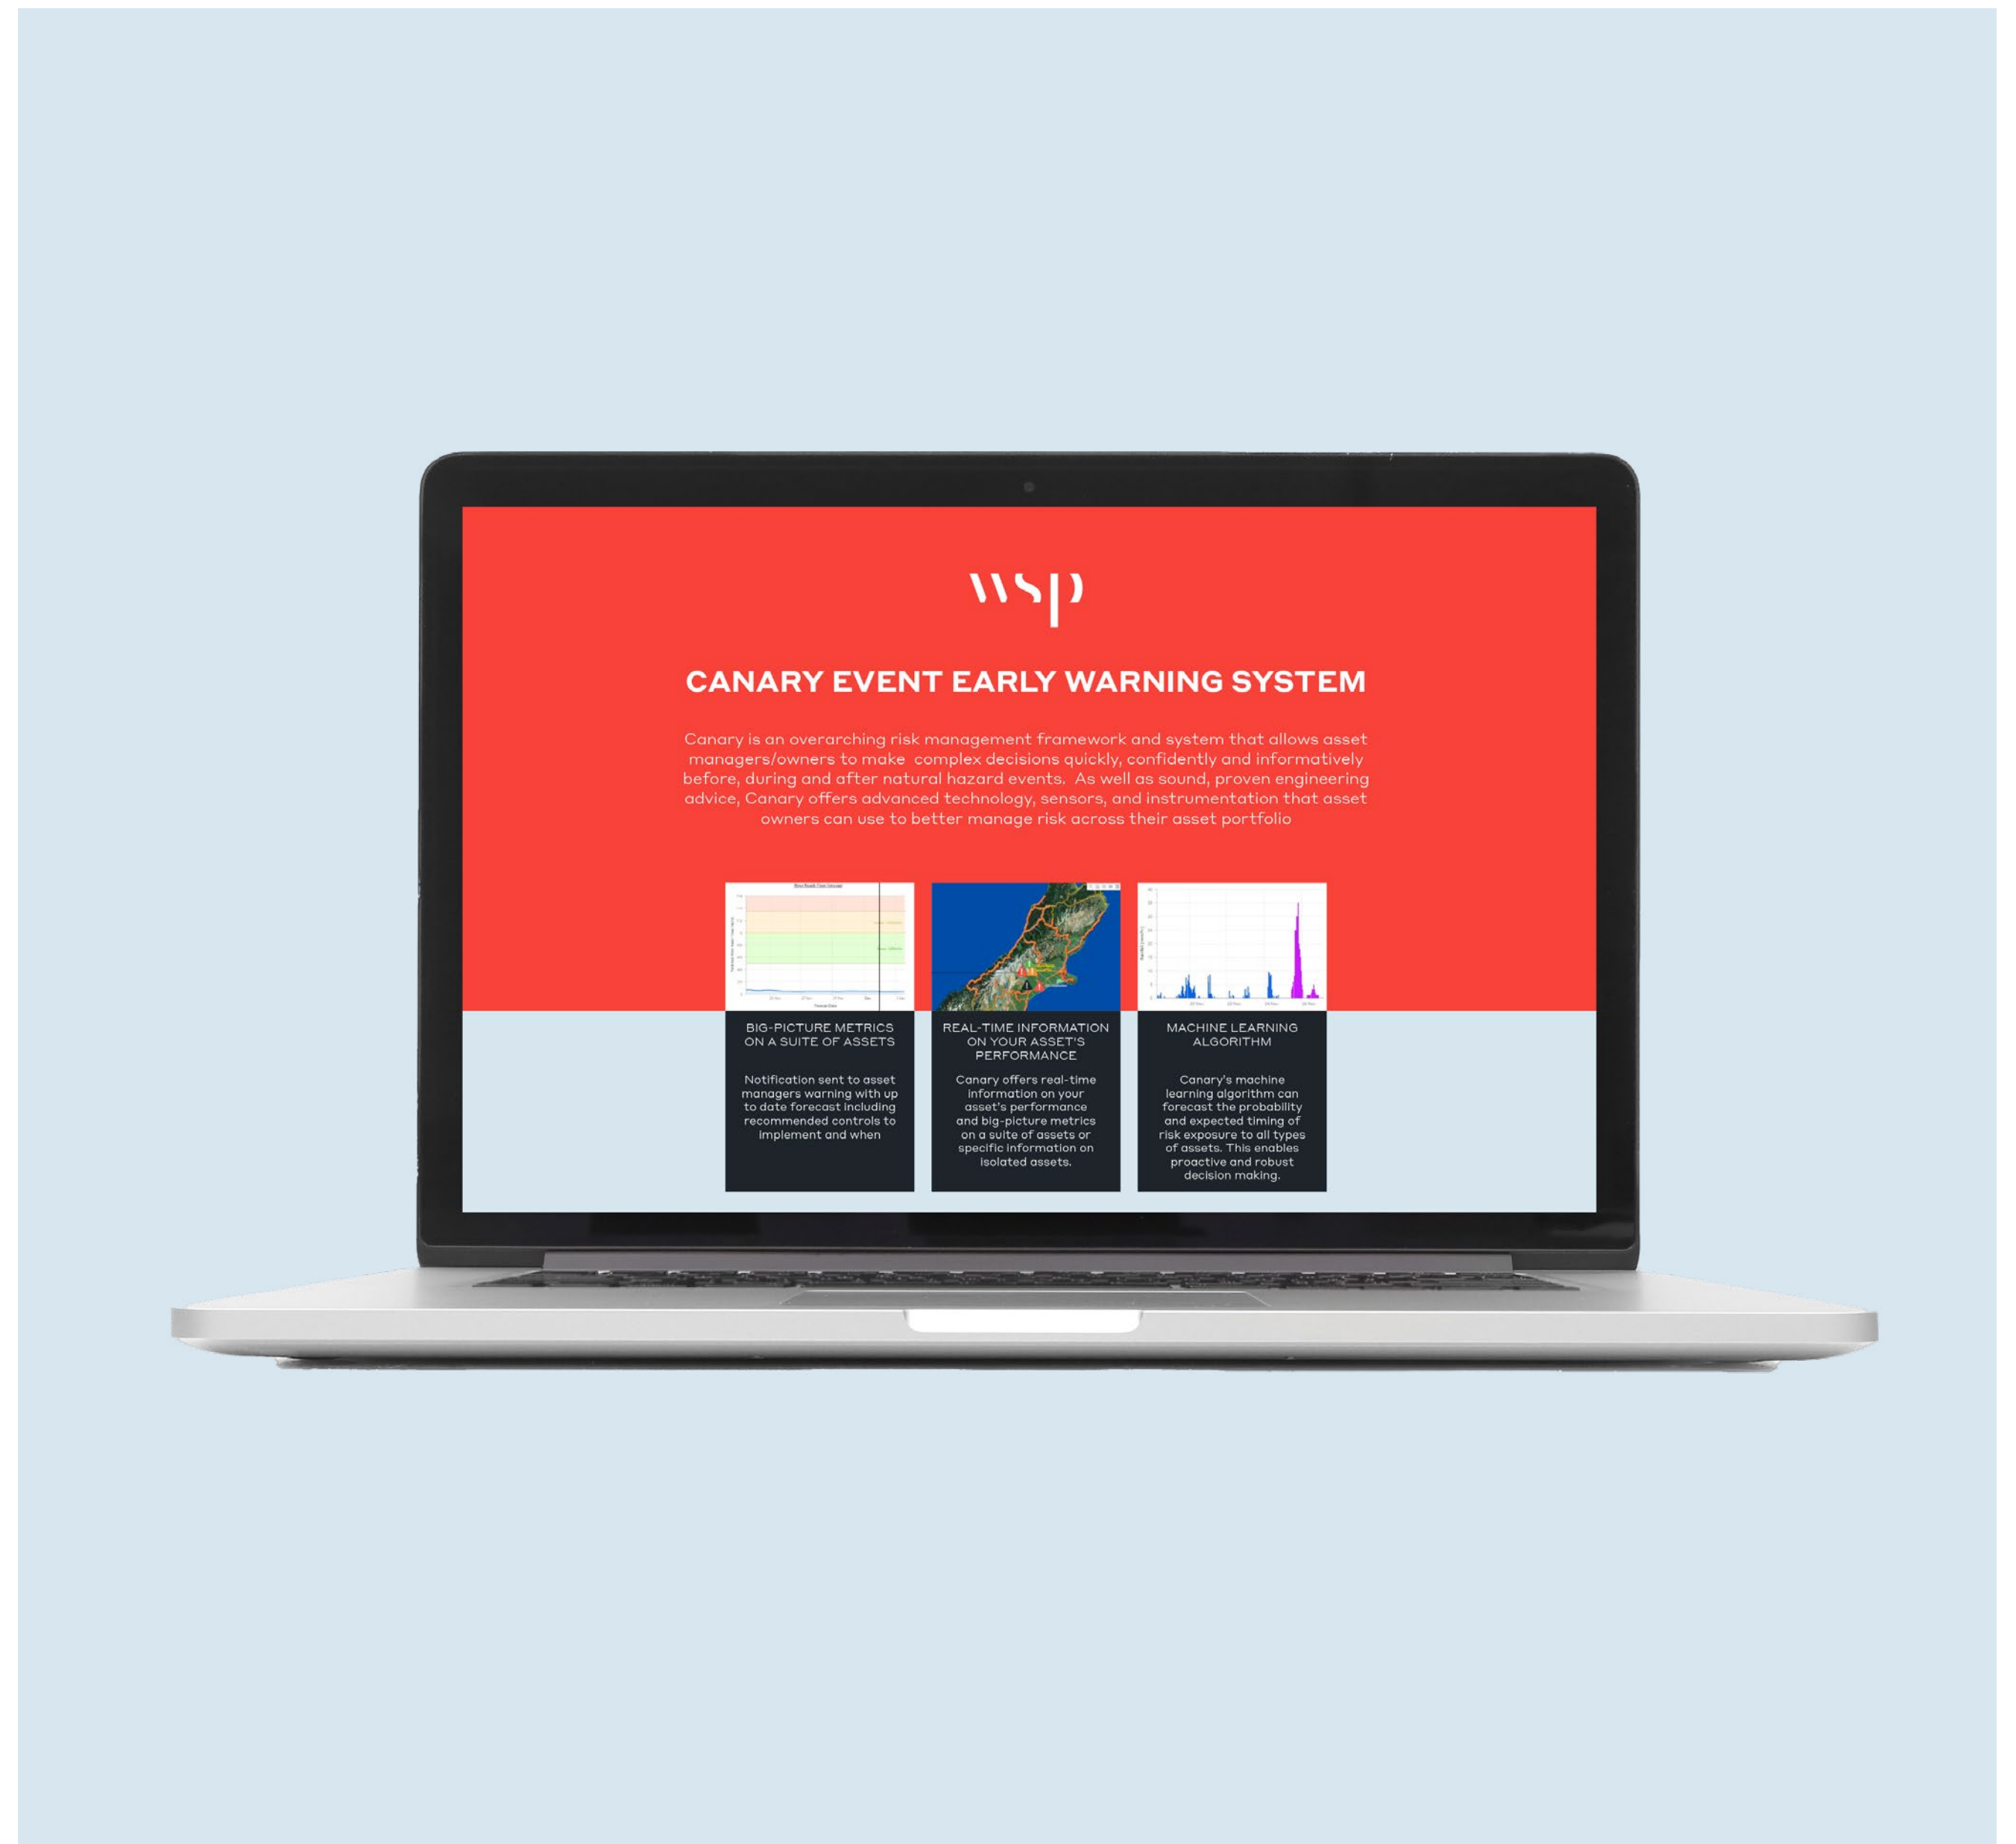 wsp
CANARY EVENT EARLY WARNING SYSTEM
Canary is an overarching risk management framework and system that allows asset
managers/owners to make complex decisions quickly, confidently and informatively
before, during and after natural hazard events. As well as sound, proven engineering
advice, Canary offers advanced technology, sensors, and instrumentation that asset
owners can use to better manage risk across their asset portfolio
BIG-PICTURE METRICS
ON A SUITE OF ASSETS
Notification sent to asset
managers warning with up
to date forecast including
recommended controls to
implement and when
REAL-TIME INFORMATION
ON YOUR ASSET'S
PERFORMANCE
Canary offers real-time
information on your
asset's performance
and big-picture metrics
on a suite of assets or
specific information on
isolated assets.
MACHINE LEARNING
ALGORITHM
Canary's machine
learning algorithm can
forecast the probability
and expected timing of
risk exposure to all types
of assets. This enables
proactive and robust
decision making.